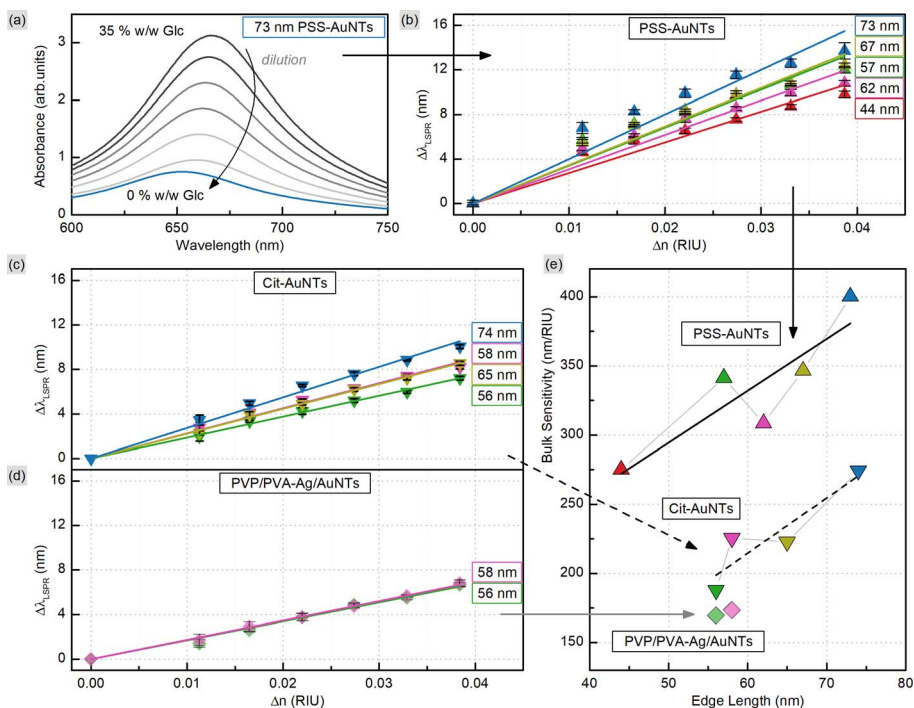 (a)
35 % w/w Glc
73 nm PSS-AuNTs
dilution
0 % w/w Glc
Absorbance (arb.units)
3
2
1
0
600
650
700
750
Wavelength (nm)
(b)
PSS-AuNTs
73 nm
67 nm
57 nm
62 nm
44 nm
Δλ_LSPR (nm)
16
12
8
4
0
0.00
0.01
0.02
0.03
0.04
Δn (RIU)
(c)
Cit-AuNTs
74 nm
58 nm
65 nm
56 nm
Δλ_LSPR (nm)
16
12
8
4
0
(d)
PVP/PVA-Ag/AuNTs
58 nm
56 nm
Δλ_LSPR (nm)
16
12
8
4
0
0.00
0.01
0.02
0.03
0.04
Δn (RIU)
(e)
PSS-AuNTs
Cit-AuNTs
PVP/PVA-Ag/AuNTs
Bulk Sensitivity (nm/RIU)
400
350
300
250
200
150
40
50
60
70
80
Edge Length (nm)